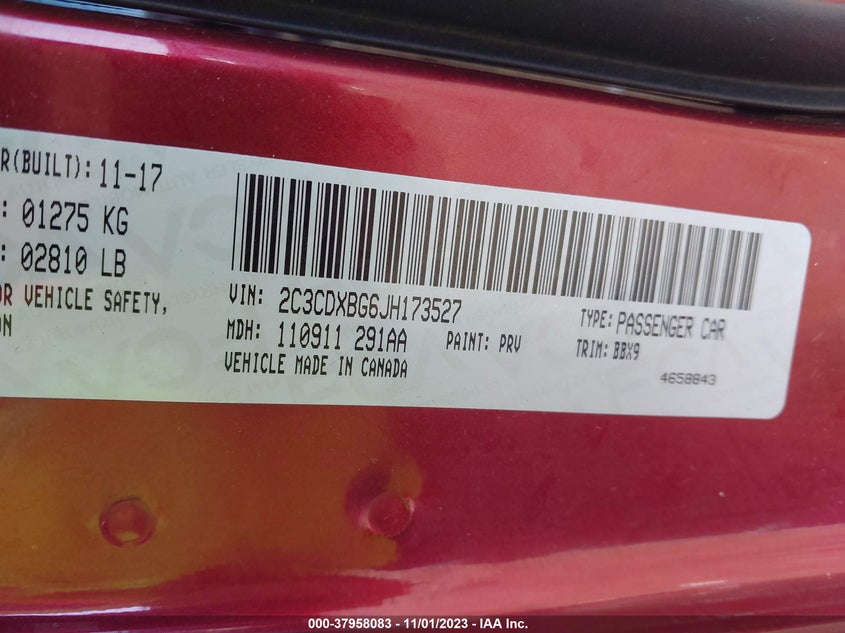 R(BUILT): 11-17
: 01275 KG
: 02810 LB
OR VEHICLE SAFETY,
ON
VIN: 2C3CDXBG6JH173527
MDH: 110911 291AA
PAINT: PRV
VEHICLE MADE IN CANADA
TYPE: PASSENGER CAR
TRIM: BBX9
4658843
000-37958083 - 11/01/2023 - IAA Inc.